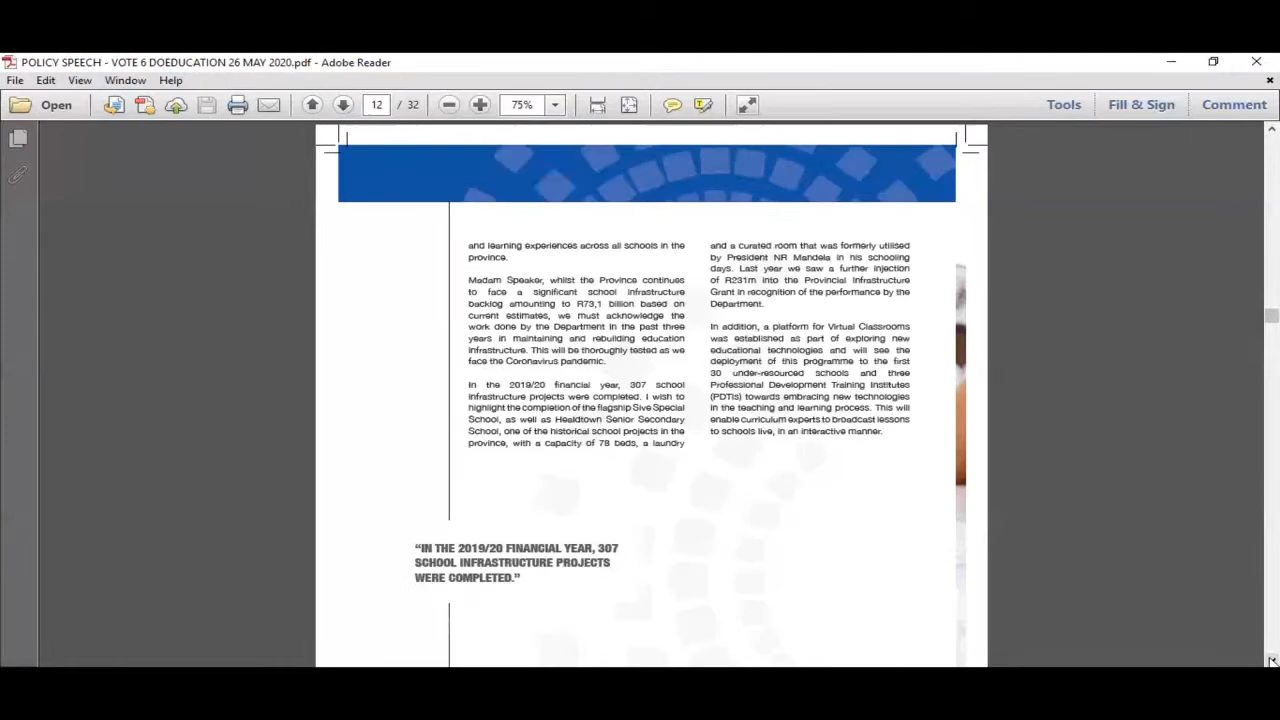 POLICY SPEECH - VOTE 6 DOEDUCATION 26 MAY 2020.pdf - Adobe Reader
File Edit View Window Help
Open 12 / 32 75% Tools Fill & Sign Comment
and learning experiences across all schools in the
province.
Madam Speaker, whilst the Province continues
to face a significant school infrastructure
backlog amounting to R73,1 billion based on
current estimates, we must acknowledge the
work done by the Department in the past three
years in maintaining and rebuilding education
infrastructure. This will be thoroughly tested as we
face the Coronavirus pandemic.
In the 2019/20 financial year, 307 school
infrastructure projects were completed. I wish to
highlight the completion of the flagship Sive Special
School, as well as Healdtown Senior Secondary
School, one of the historical school projects in the
province, with a capacity of 78 beds, a laundry
and a curated room that was formerly utilised
by President NR Mandela in his schooling
days. Last year we saw a further injection
of R231m into the Provincial Infrastructure
Grant in recognition of the performance by the
Department.
In addition, a platform for Virtual Classrooms
was established as part of exploring new
educational technologies and will see the
deployment of this programme to the first
30 under-resourced schools and three
Professional Development Training Institutes
(PDTIs) towards embracing new technologies
in the teaching and learning process. This will
enable curriculum experts to broadcast lessons
to schools live, in an interactive manner.
“IN THE 2019/20 FINANCIAL YEAR, 307
SCHOOL INFRASTRUCTURE PROJECTS
WERE COMPLETED.”